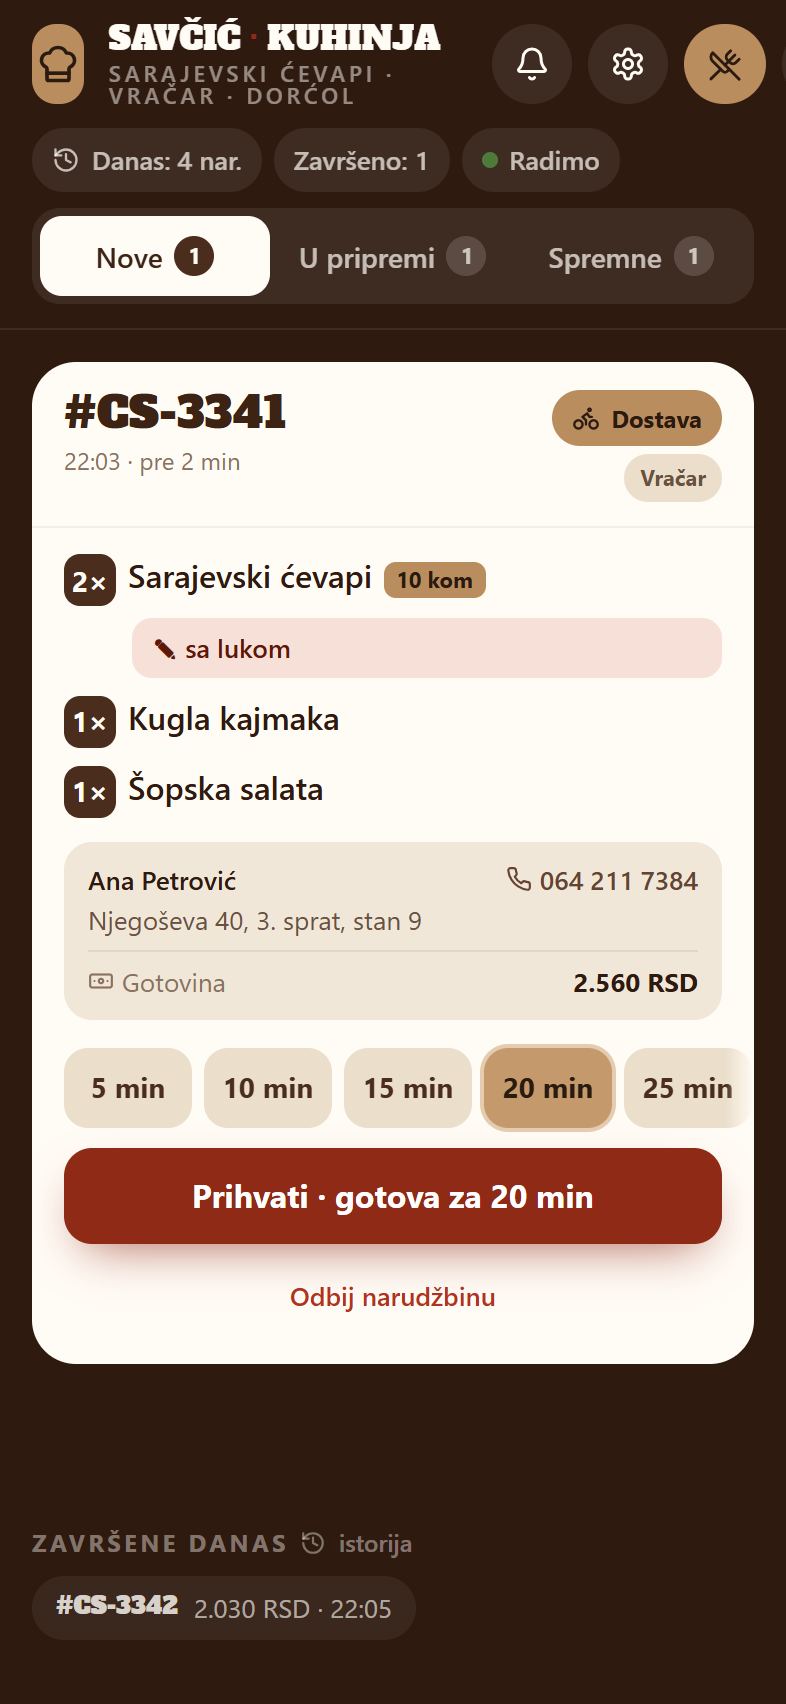 SAVČIĆ · KUHINJA
SARAJEVSKI ĆEVAPI ·
VRAČAR · DORĆOL
Danas: 4 nar.
Završeno: 1
Radimo
Nove 1
U pripremi 1
Spremne 1
#CS-3341
Dostava
22:03 · pre 2 min
Vračar
2× Sarajevski ćevapi 10 kom
sa lukom
1× Kugla kajmaka
1× Šopska salata
Ana Petrović
064 211 7384
Njegoševa 40, 3. sprat, stan 9
Gotovina
2.560 RSD
5 min
10 min
15 min
20 min
25 min
Prihvati · gotova za 20 min
Odbij narudžbinu
ZAVRŠENE DANAS istorija
#CS-3342 2.030 RSD · 22:05